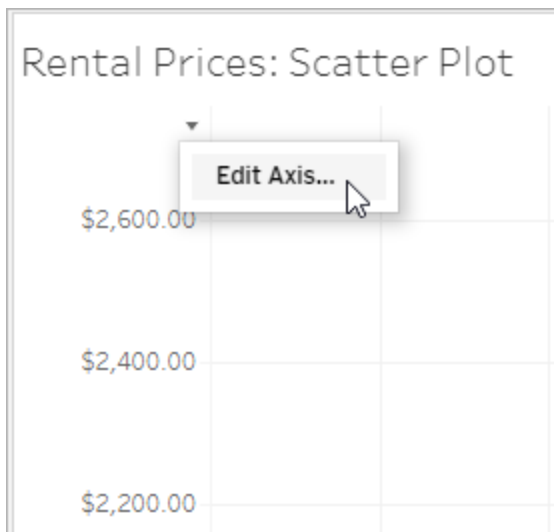 Rental Prices: Scatter Plot
Edit Axis...
$2,600.00
$2,400.00
$2,200.00